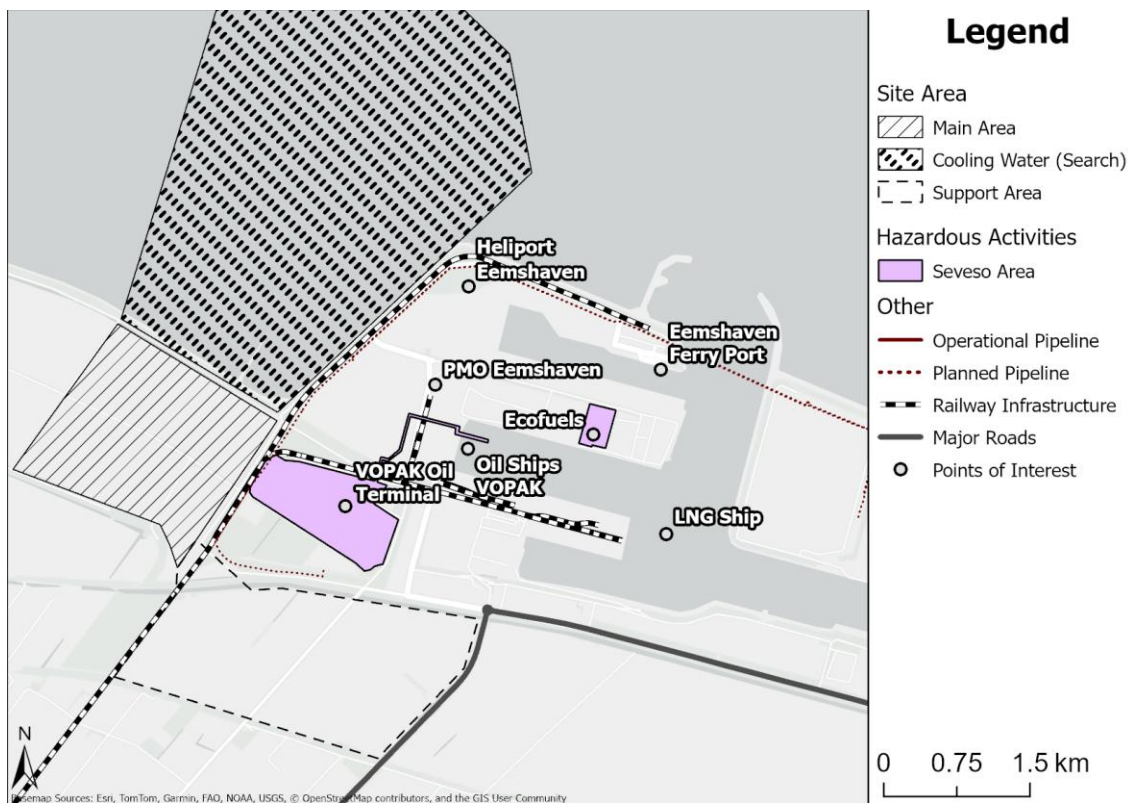 Legend
Site Area
Main Area
Cooling Water (Search)
Support Area
Hazardous Activities
Seveso Area
Other
Operational Pipeline
Planned Pipeline
Railway Infrastructure
Major Roads
Points of Interest
Heliport
Eemshaven
Eemshaven
Ferry Port
PMO Eemshaven
Ecofuels
Oil Ships
VOPAK
VOPAK Oil
Terminal
LNG Ship
N
0 0.75 1.5 km
Basemap Sources: Esri, TomTom, Garmin, FAO, NOAA, USGS, © OpenStreetMap contributors, and the GIS User Community